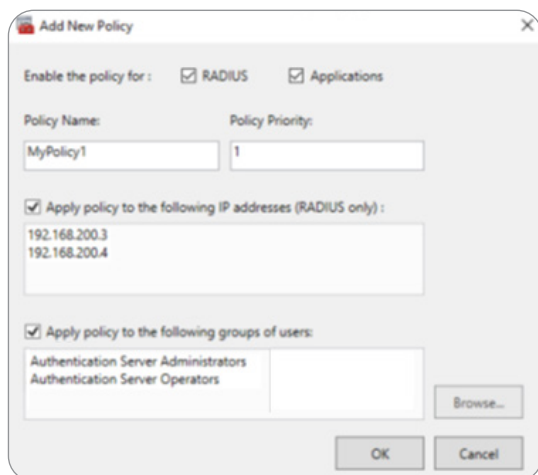 Add New Policy
Enable the policy for : RADIUS Applications
Policy Name: Policy Priority:
MyPolicy1 1
Apply policy to the following IP addresses (RADIUS only) :
192.168.200.3
192.168.200.4
Apply policy to the following groups of users:
Authentication Server Administrators
Authentication Server Operators
Browse...
OK Cancel